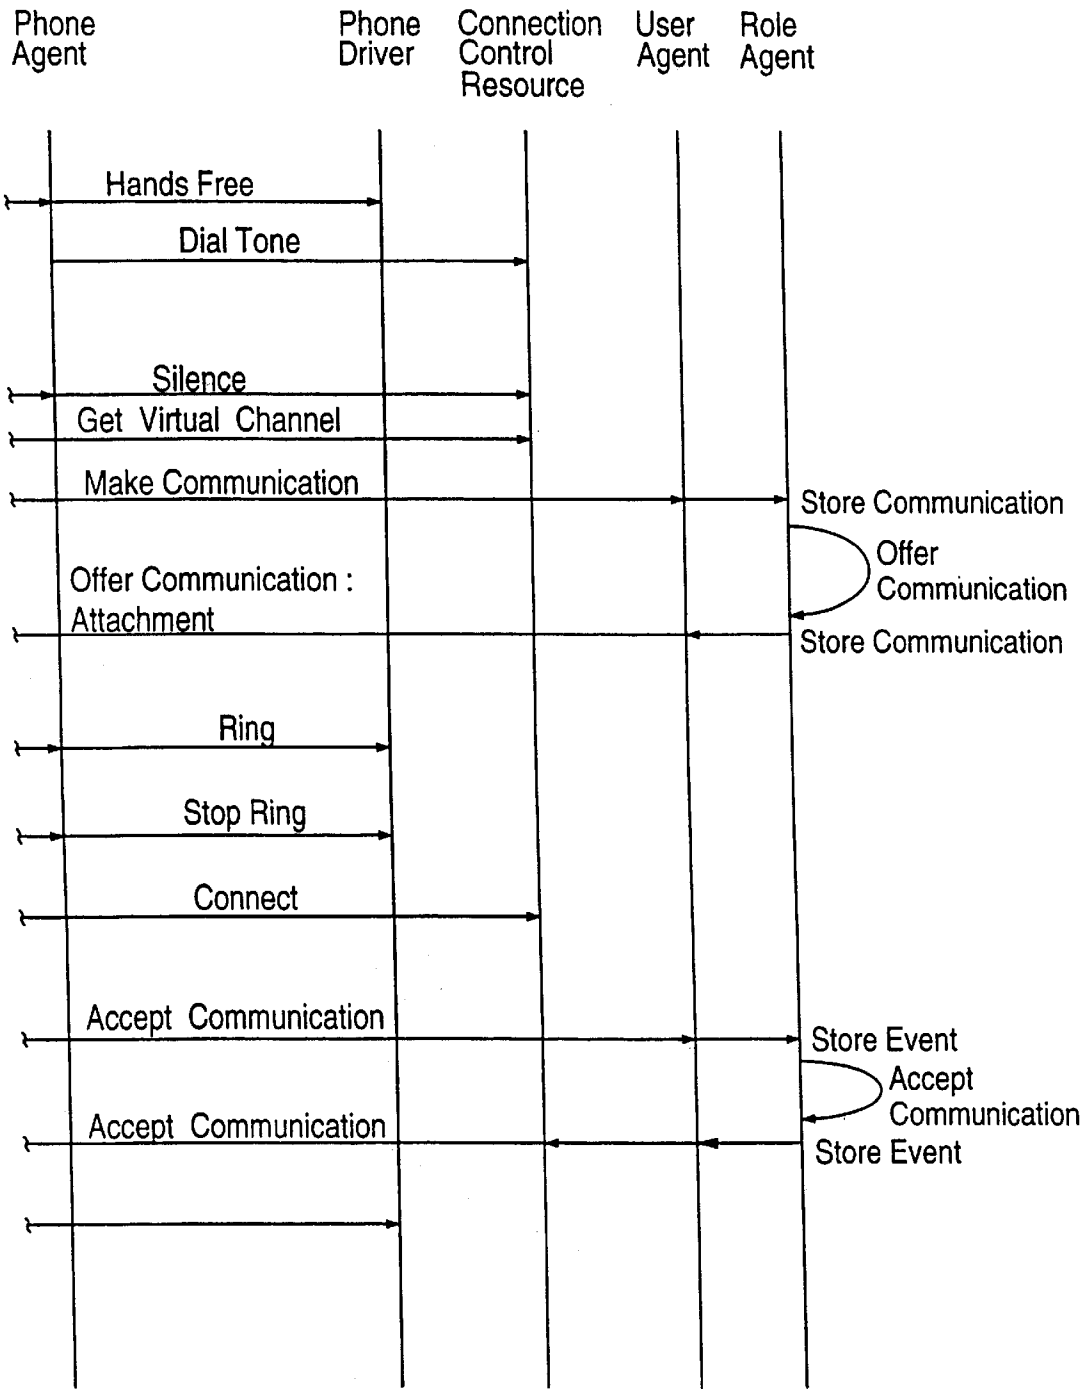 Phone
Agent
Phone
Driver
Connection
Control
Resource
User
Agent
Role
Agent
Hands Free
Dial Tone
Silence
Get Virtual Channel
Make Communication
Store Communication
Offer
Communication
Offer Communication :
Attachment
Store Communication
Ring
Stop Ring
Connect
Accept Communication
Store Event
Accept
Communication
Accept Communication
Store Event